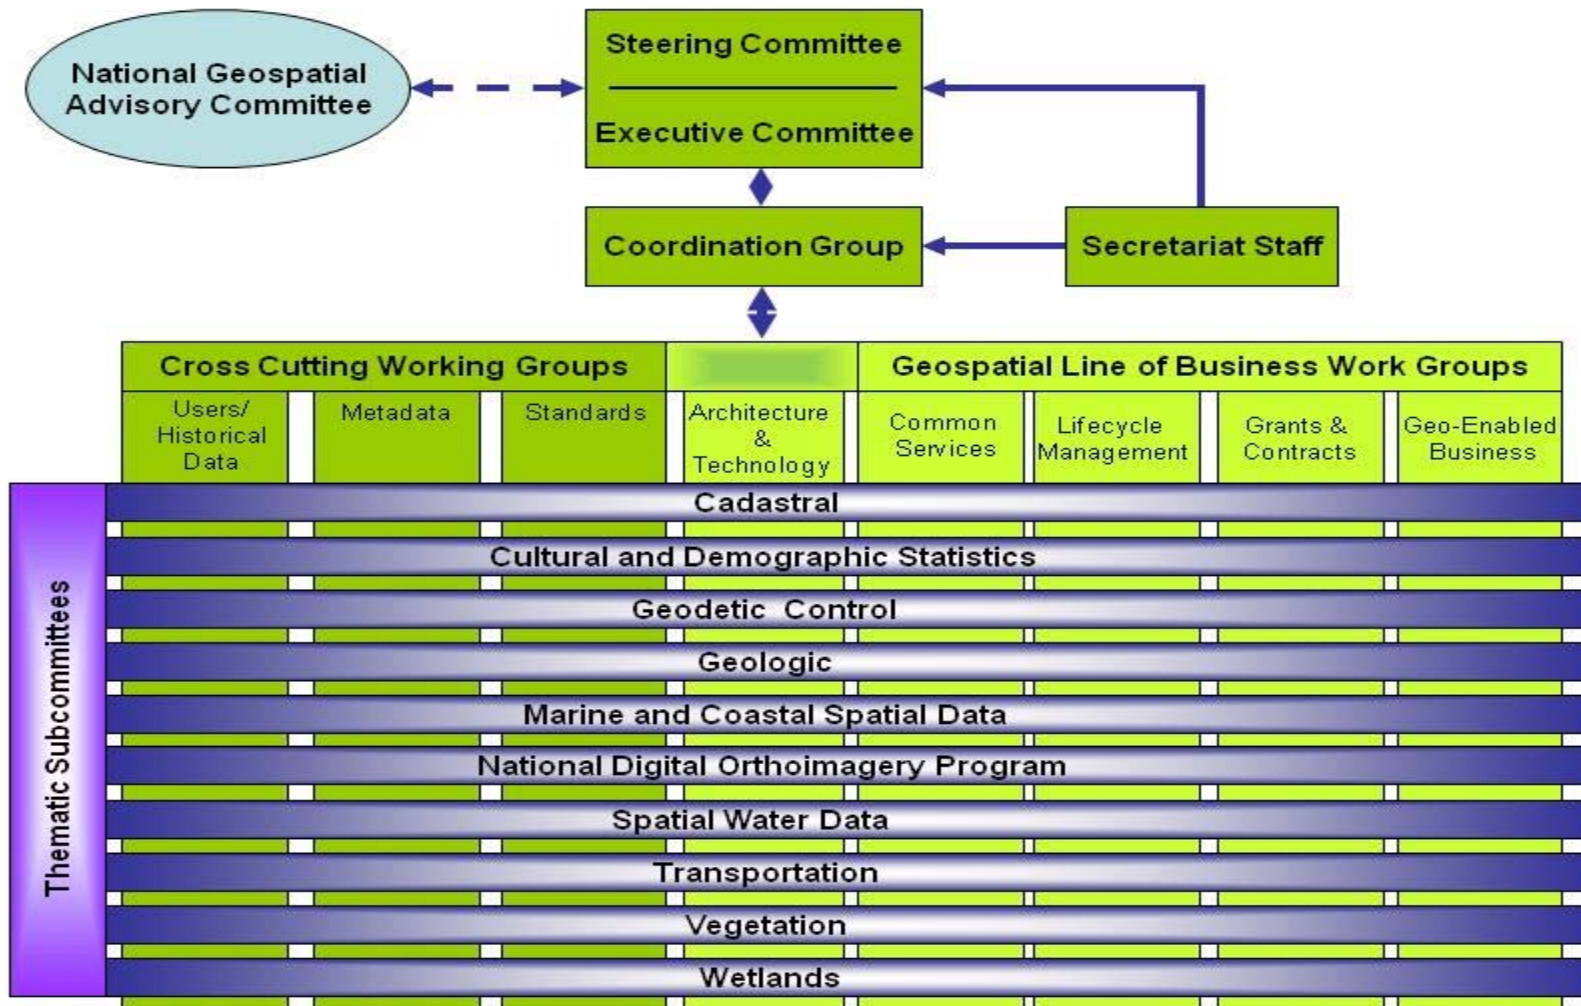 National Geospatial
Advisory Committee
Steering Committee
Executive Committee
Coordination Group
Secretariat Staff
Cross Cutting Working Groups
Geospatial Line of Business Work Groups
Users/
Historical
Data
Metadata
Standards
Architecture
&
Technology
Common
Services
Lifecycle
Management
Grants &
Contracts
Geo-Enabled
Business
Thematic Subcommittees
Cadastral
Cultural and Demographic Statistics
Geodetic Control
Geologic
Marine and Coastal Spatial Data
National Digital Orthoimagery Program
Spatial Water Data
Transportation
Vegetation
Wetlands